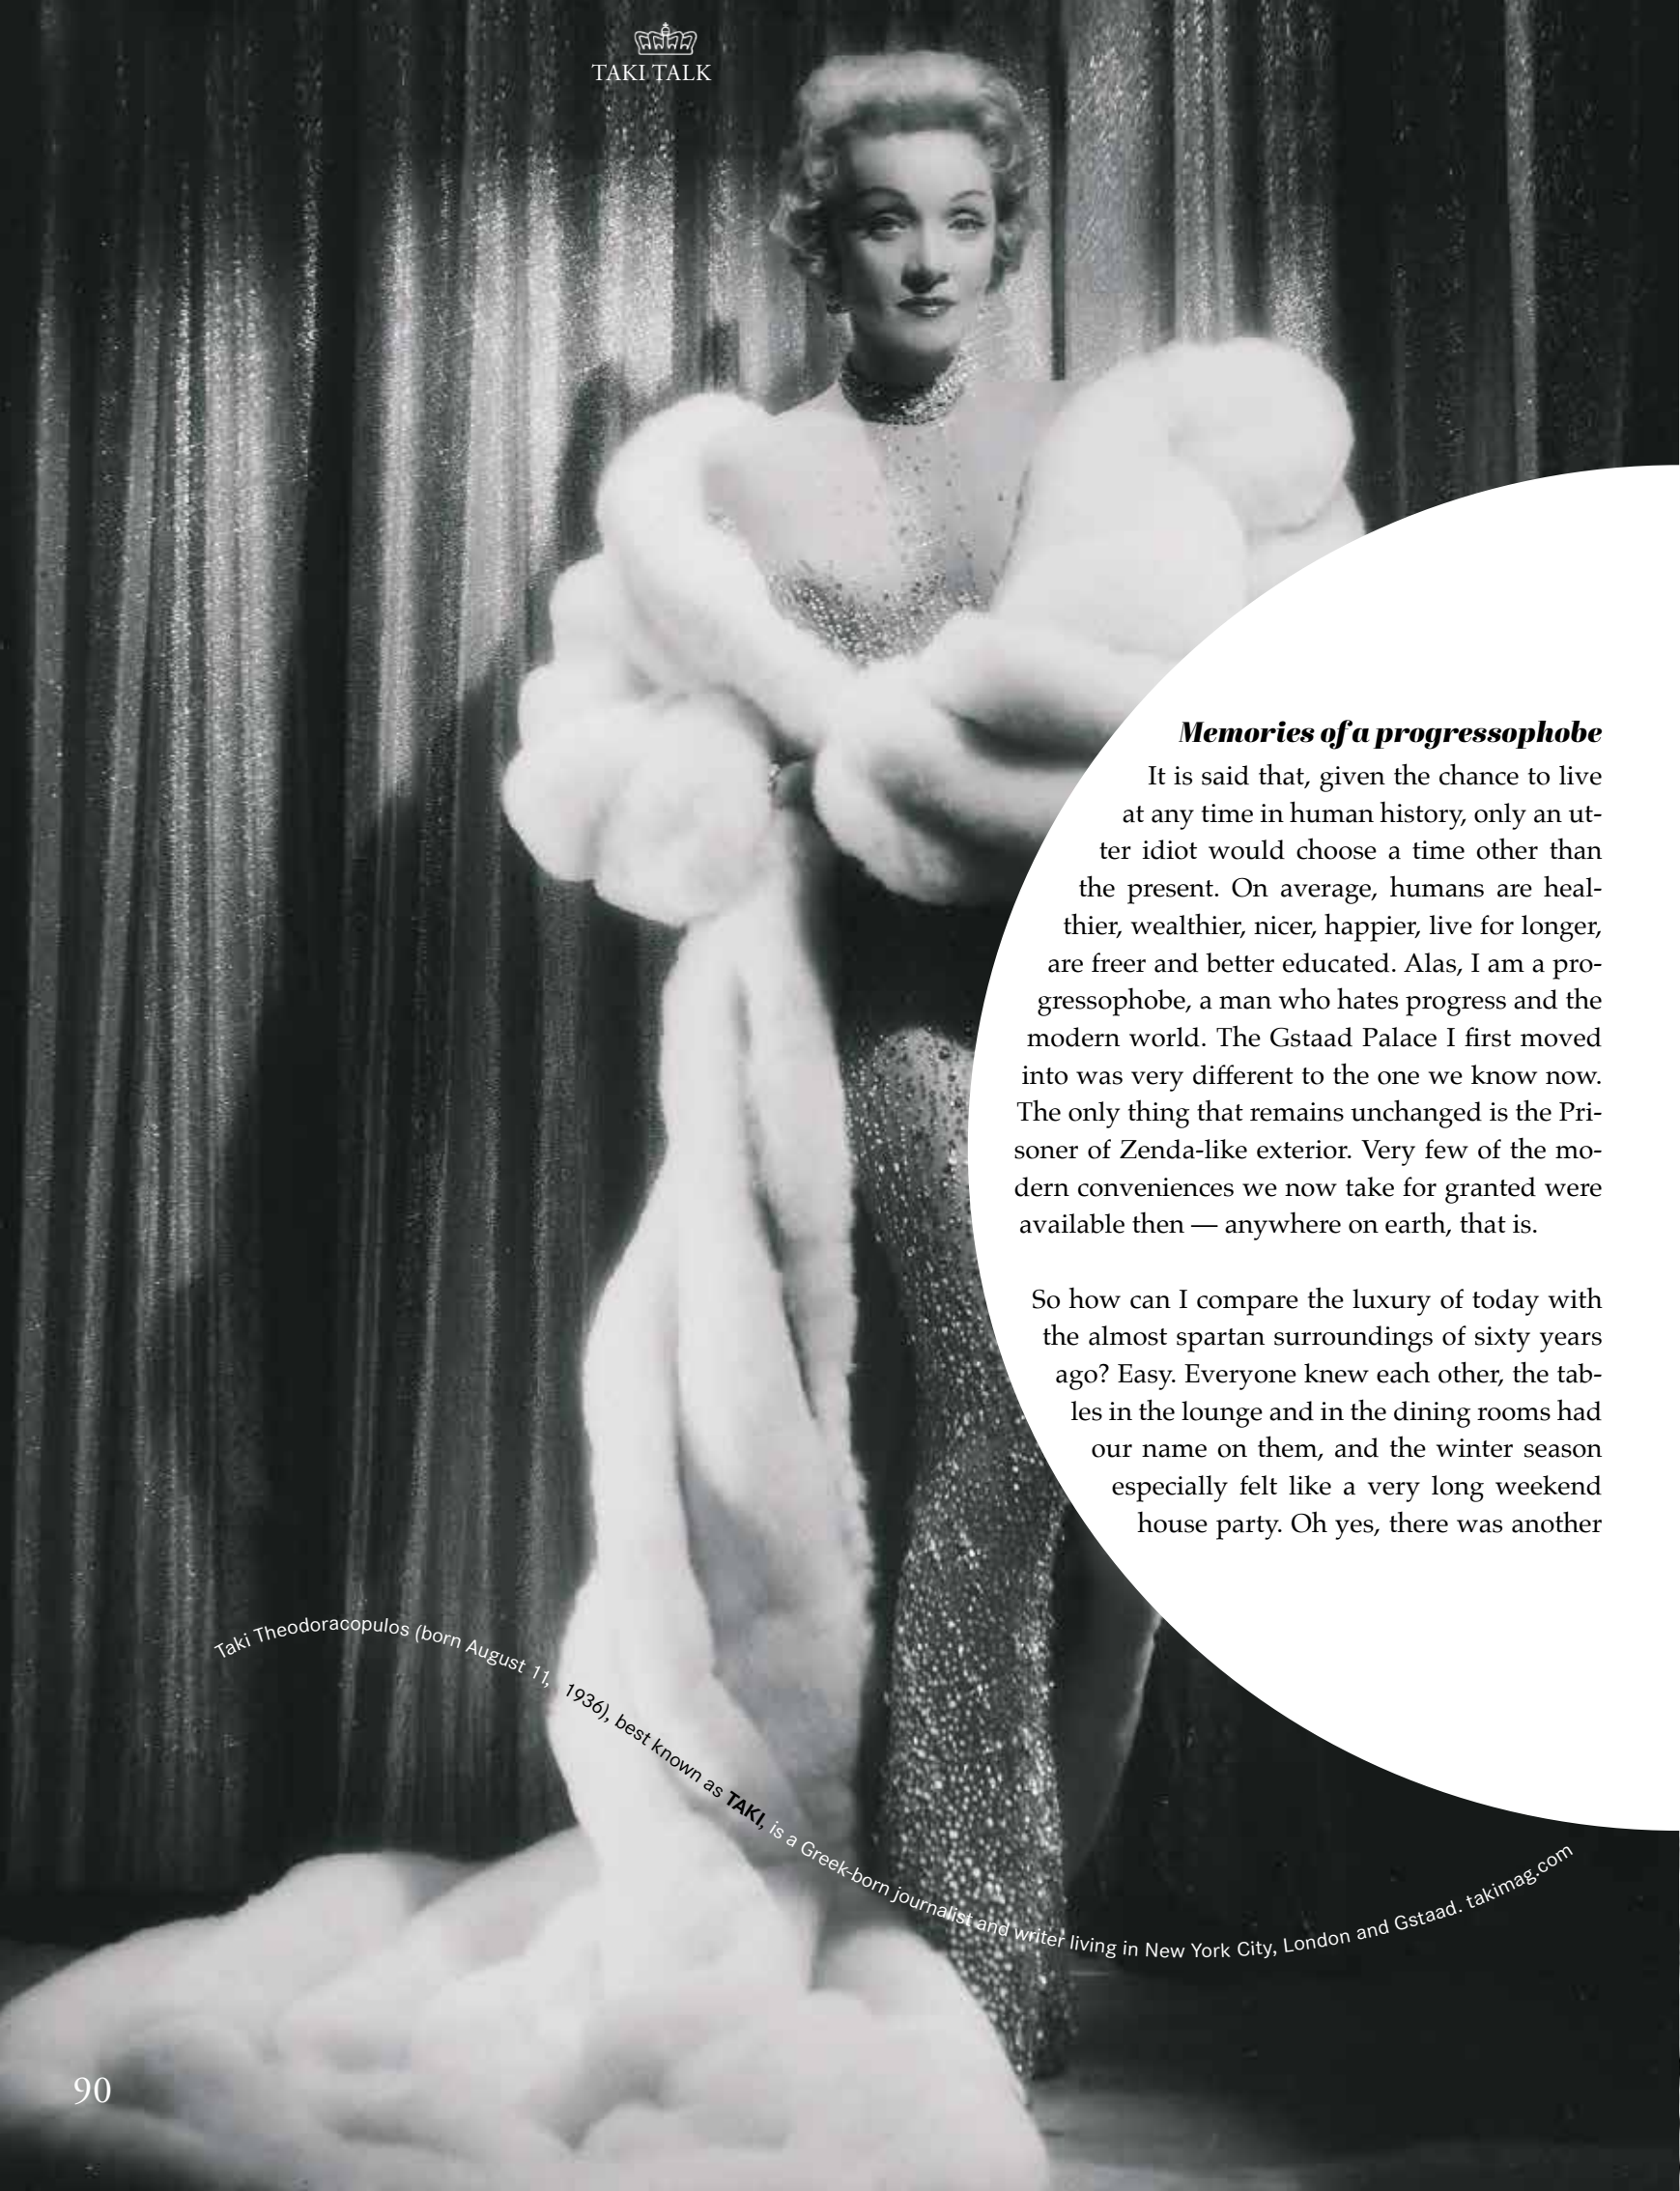 TAKI TALK
Memories of a progressophobe
It is said that, given the chance to live
at any time in human history, only an ut-
ter idiot would choose a time other than
the present. On average, humans are heal-
thier, wealthier, nicer, happier, live for longer,
are freer and better educated. Alas, I am a pro-
gressophobe, a man who hates progress and the
modern world. The Gstaad Palace I first moved
into was very different to the one we know now.
The only thing that remains unchanged is the Pri-
soner of Zenda-like exterior. Very few of the mo-
dern conveniences we now take for granted were
available then — anywhere on earth, that is.
So how can I compare the luxury of today with
the almost spartan surroundings of sixty years
ago? Easy. Everyone knew each other, the tab-
les in the lounge and in the dining rooms had
our name on them, and the winter season
especially felt like a very long weekend
house party. Oh yes, there was another
Taki Theodoracopulos (born August 11, 1936), best known as TAKI, is a Greek-born journalist and writer living in New York City, London and Gstaad. takimag.com
90